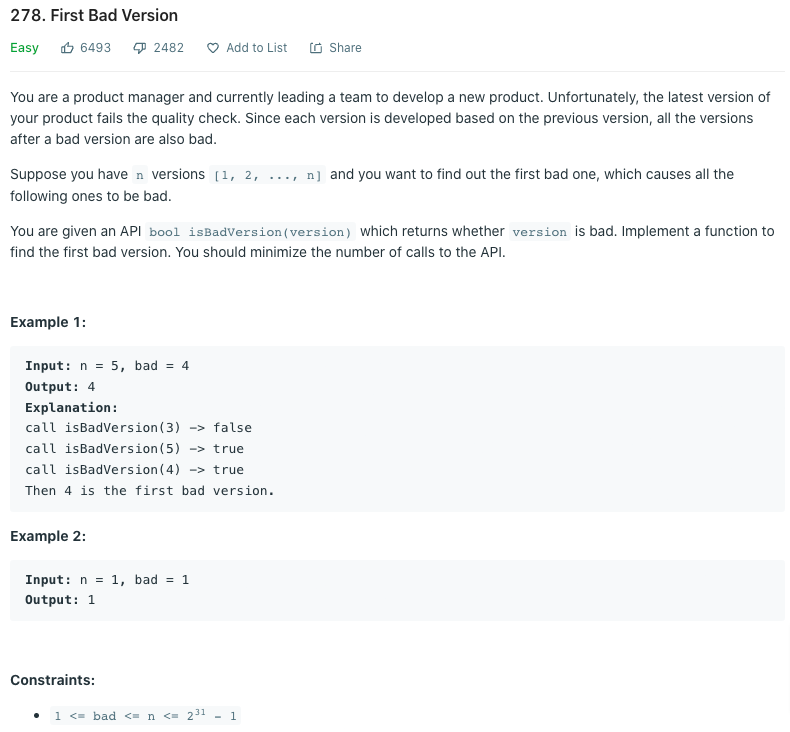 278. First Bad Version
Easy 6493 2482 Add to List Share
You are a product manager and currently leading a team to develop a new product. Unfortunately, the latest version of
your product fails the quality check. Since each version is developed based on the previous version, all the versions
after a bad version are also bad.
Suppose you have n versions [1, 2, ..., n] and you want to find out the first bad one, which causes all the
following ones to be bad.
You are given an API bool isBadVersion(version) which returns whether version is bad. Implement a function to
find the first bad version. You should minimize the number of calls to the API.
Example 1:
Input: n = 5, bad = 4
Output: 4
Explanation:
call isBadVersion(3) -> false
call isBadVersion(5) -> true
call isBadVersion(4) -> true
Then 4 is the first bad version.
Example 2:
Input: n = 1, bad = 1
Output: 1
Constraints:
• 1 <= bad <= n <= 2³¹ - 1